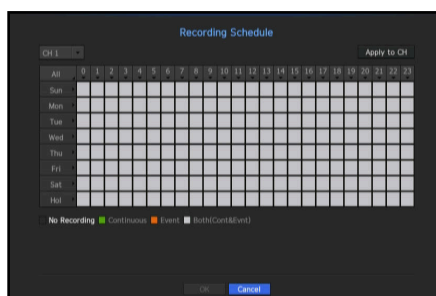 Recording Schedule
CH 1 Apply to CH
All 0 1 2 3 4 5 6 7 8 9 10 11 12 13 14 15 16 17 18 19 20 21 22 23
Sun
Mon
Tue
Wed
Thu
Fri
Sat
Hol
No Recording Continuous Event Both(Cont&Evnt)
OK Cancel